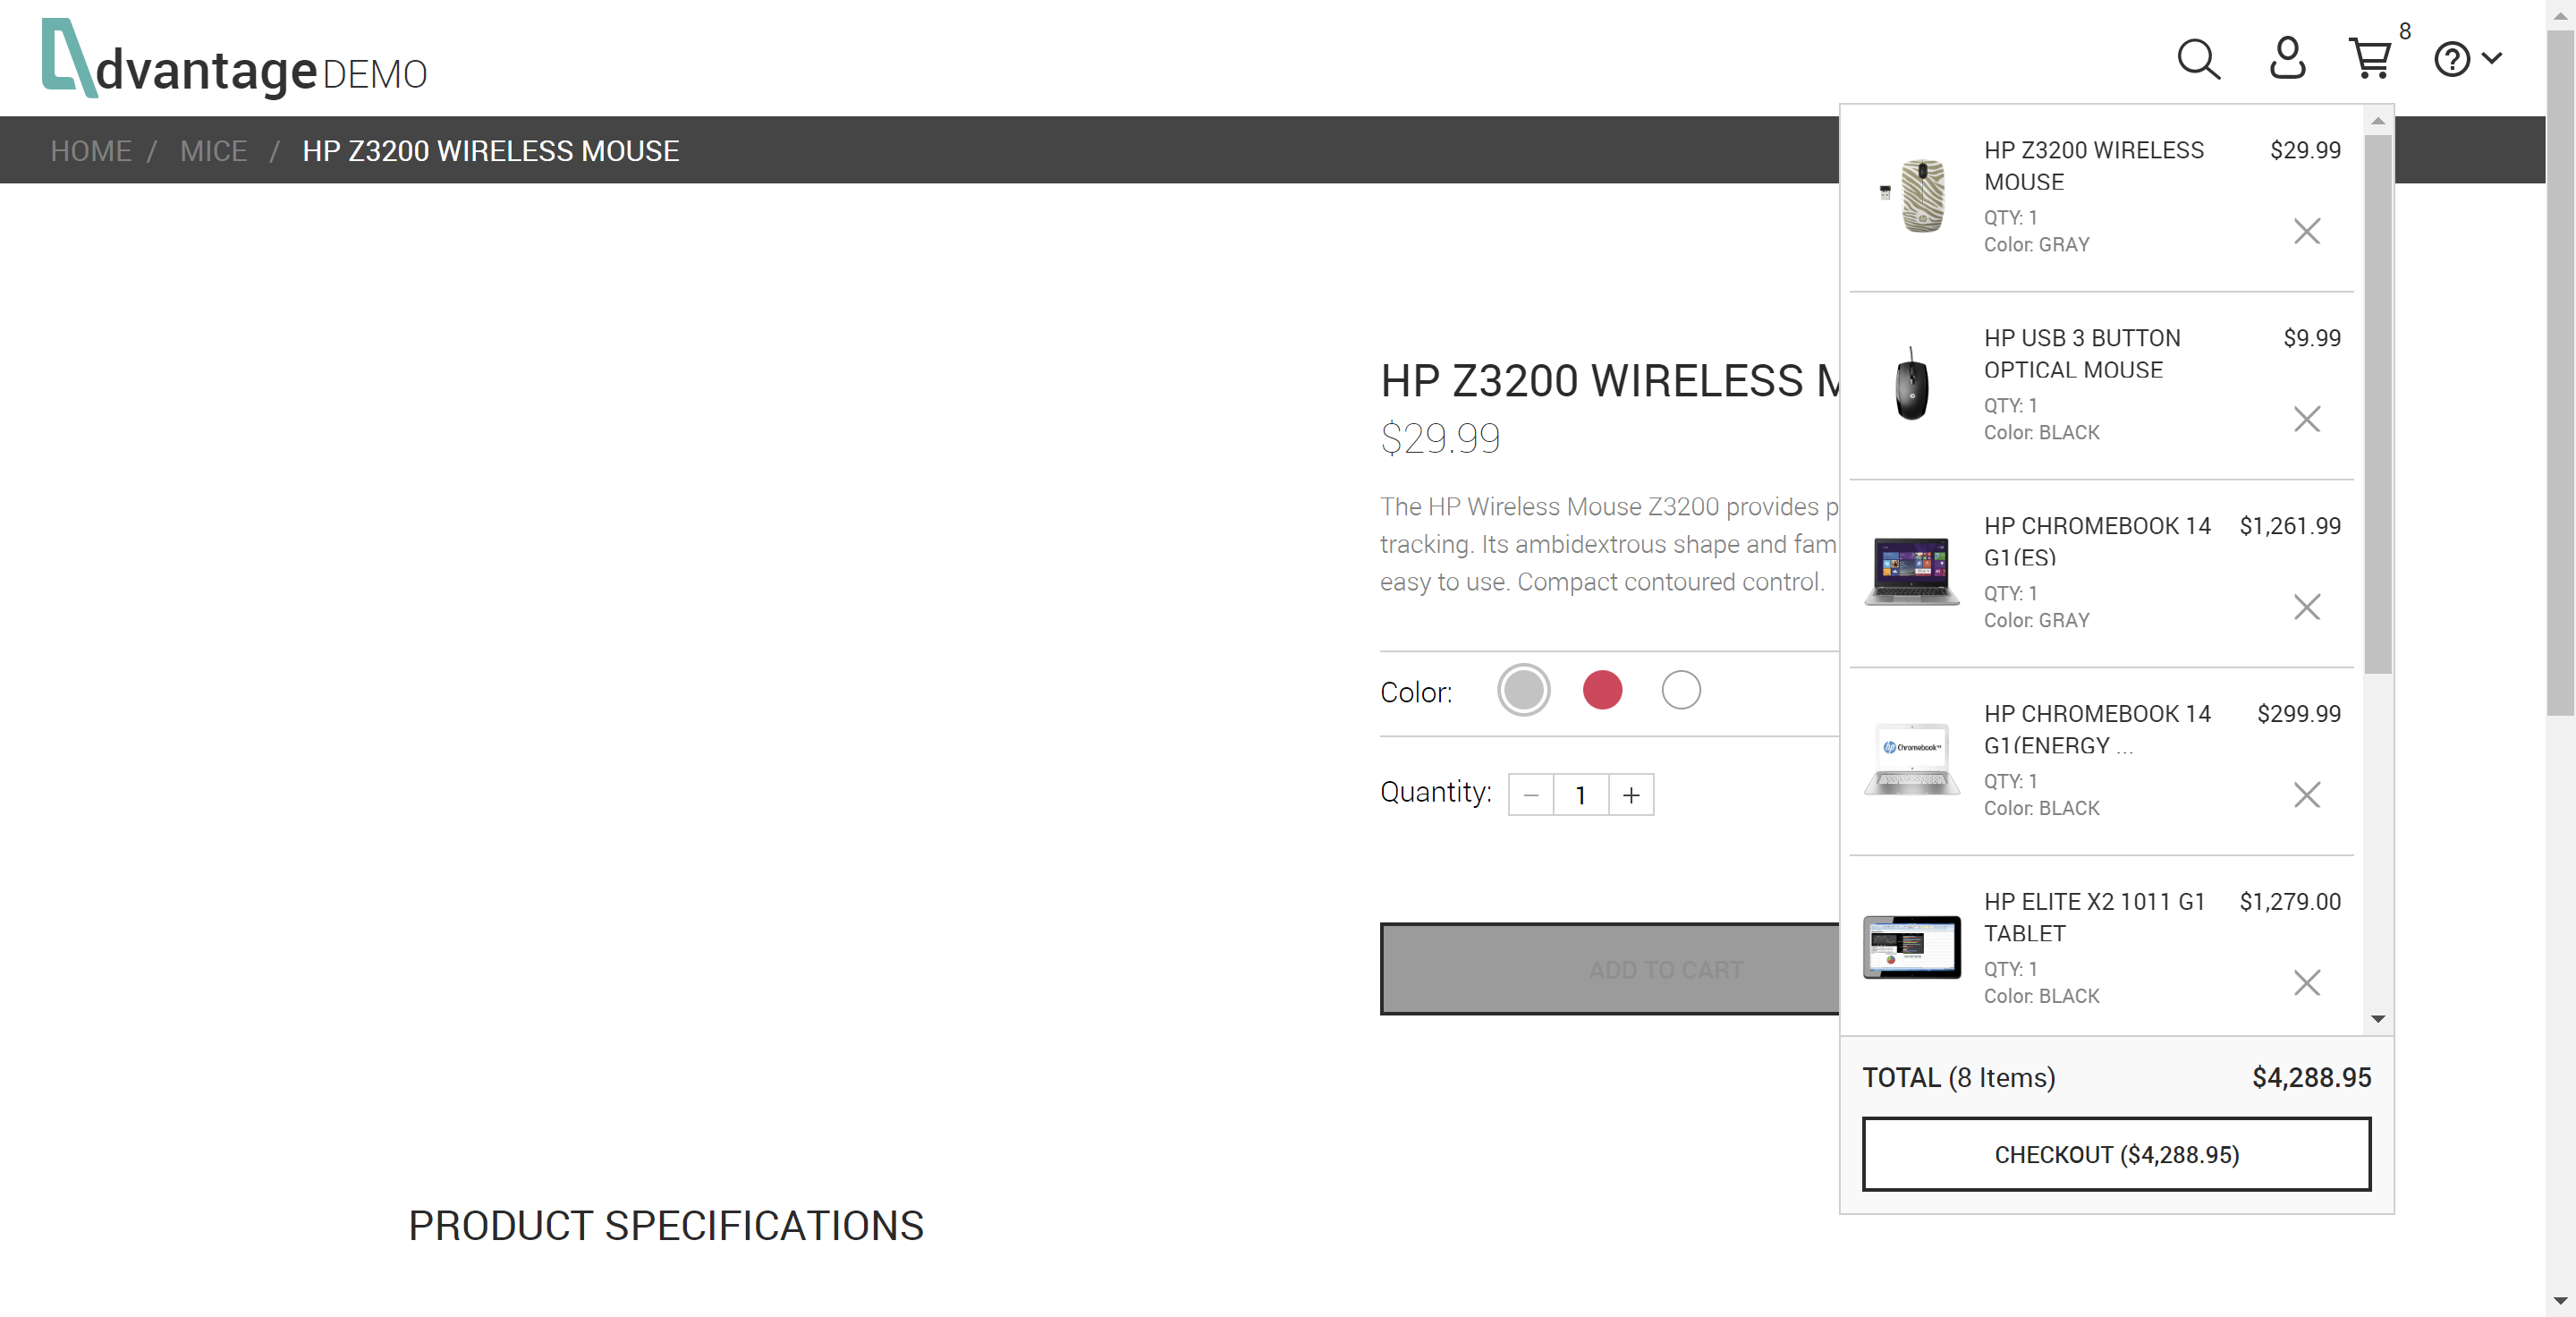 dvantage DEMO
8
HOME / MICE / HP Z3200 WIRELESS MOUSE
HP Z3200 WIRELESS M
$29.99
The HP Wireless Mouse Z3200 provides p
tracking. Its ambidextrous shape and fam
easy to use. Compact contoured control.
Color:
Quantity: − 1 +
ADD TO CART
PRODUCT SPECIFICATIONS
HP Z3200 WIRELESS $29.99
MOUSE
QTY: 1
Color: GRAY
HP USB 3 BUTTON $9.99
OPTICAL MOUSE
QTY: 1
Color: BLACK
HP CHROMEBOOK 14 $1,261.99
G1(ES)
QTY: 1
Color: GRAY
HP CHROMEBOOK 14 $299.99
G1(ENERGY ...
QTY: 1
Color: BLACK
Chromebook
HP ELITE X2 1011 G1 $1,279.00
TABLET
QTY: 1
Color: BLACK
TOTAL (8 Items) $4,288.95
CHECKOUT ($4,288.95)